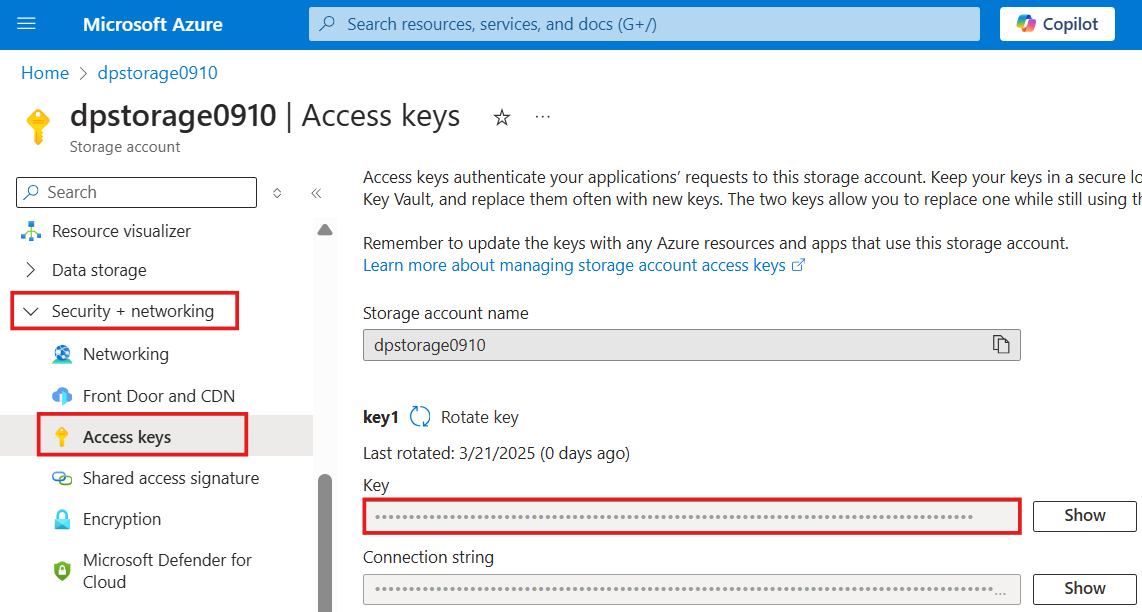 Microsoft Azure
Search resources, services, and docs (G+/)
Copilot
Home > dpstorage0910
dpstorage0910 | Access keys
Storage account
Search
Resource visualizer
Data storage
Security + networking
Networking
Front Door and CDN
Access keys
Shared access signature
Encryption
Microsoft Defender for
Cloud
Access keys authenticate your applications’ requests to this storage account. Keep your keys in a secure
Key Vault, and replace them often with new keys. The two keys allow you to replace one while still using
Remember to update the keys with any Azure resources and apps that use this storage account.
Learn more about managing storage account access keys
Storage account name
dpstorage0910
key1
Rotate key
Last rotated: 3/21/2025 (0 days ago)
Key
Show
Connection string
Show